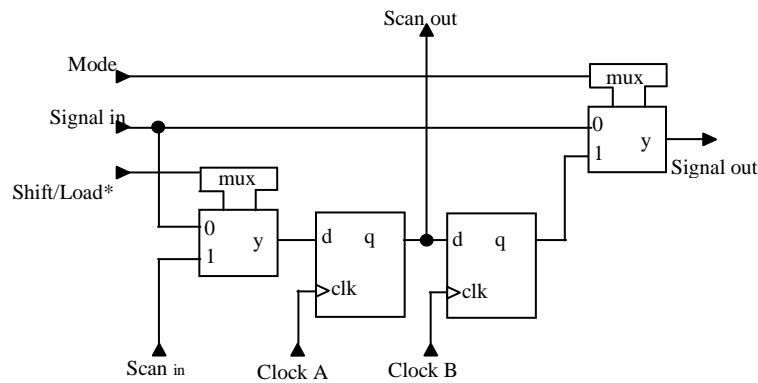 Scan out
Mode
mux
Signal in
0
y
1
Signal out
mux
Shift/Load*
0
y
1
d q
clk
d q
clk
Scan in
Clock A
Clock B